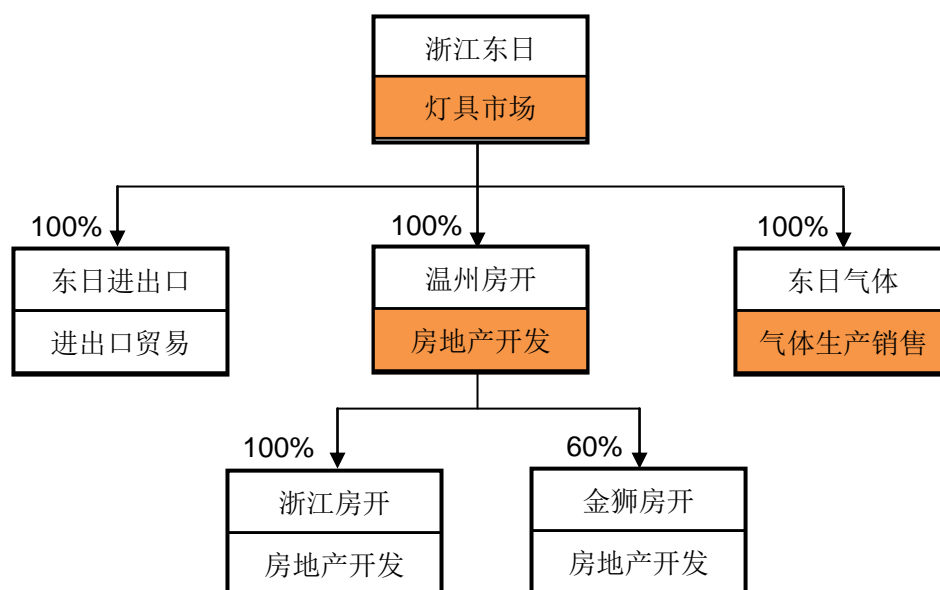 浙江东日
灯具市场
100%
100%
100%
东日进出口
温州房开
东日气体
进出口贸易
房地产开发
气体生产销售
100%
60%
浙江房开
金狮房开
房地产开发
房地产开发